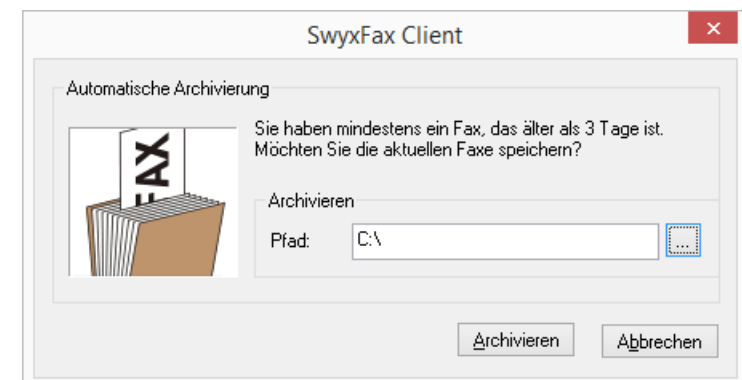 SwyxFax Client
Automatische Archivierung
Sie haben mindestens ein Fax, das älter als 3 Tage ist.
Möchten Sie die aktuellen Faxe speichern?
FAX
Archivieren
Pfad: C:\ ...
Archivieren Abbrechen